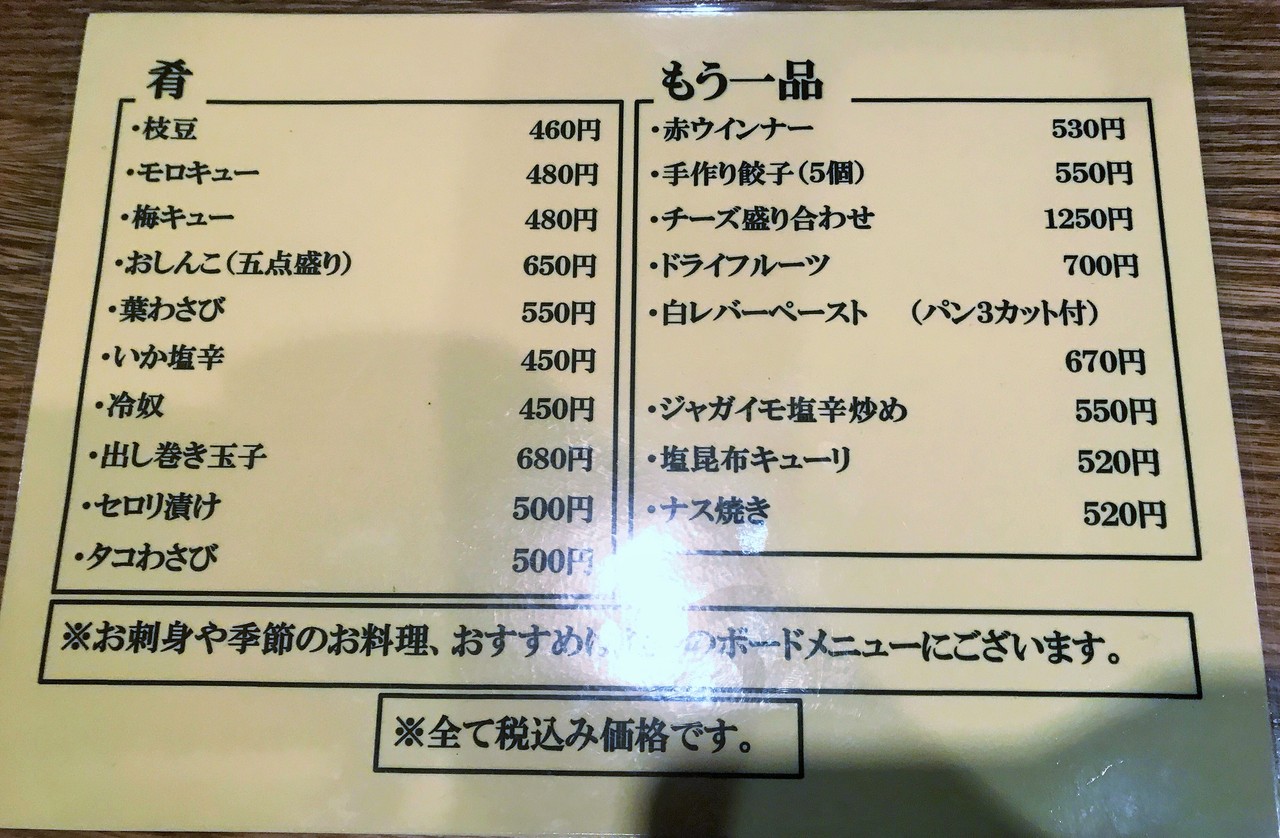 肴
・枝豆 460円
・モロキュー 480円
・梅キュー 480円
・おしんこ（五点盛り） 650円
・葉わさび 550円
・いか塩辛 450円
・冷奴 450円
・出し巻き玉子 680円
・セロリ漬け 500円
・タコわさび 500円
もう一品
・赤ウインナー 530円
・手作り餃子（5個） 550円
・チーズ盛り合わせ 1250円
・ドライフルーツ 700円
・白レバーペースト （パン3カット付）
670円
・ジャガイモ塩辛炒め 550円
・塩昆布キューリ 520円
・ナス焼き 520円
※お刺身や季節のお料理、おすすめは のボードメニューにございます。
※全て税込み価格です。